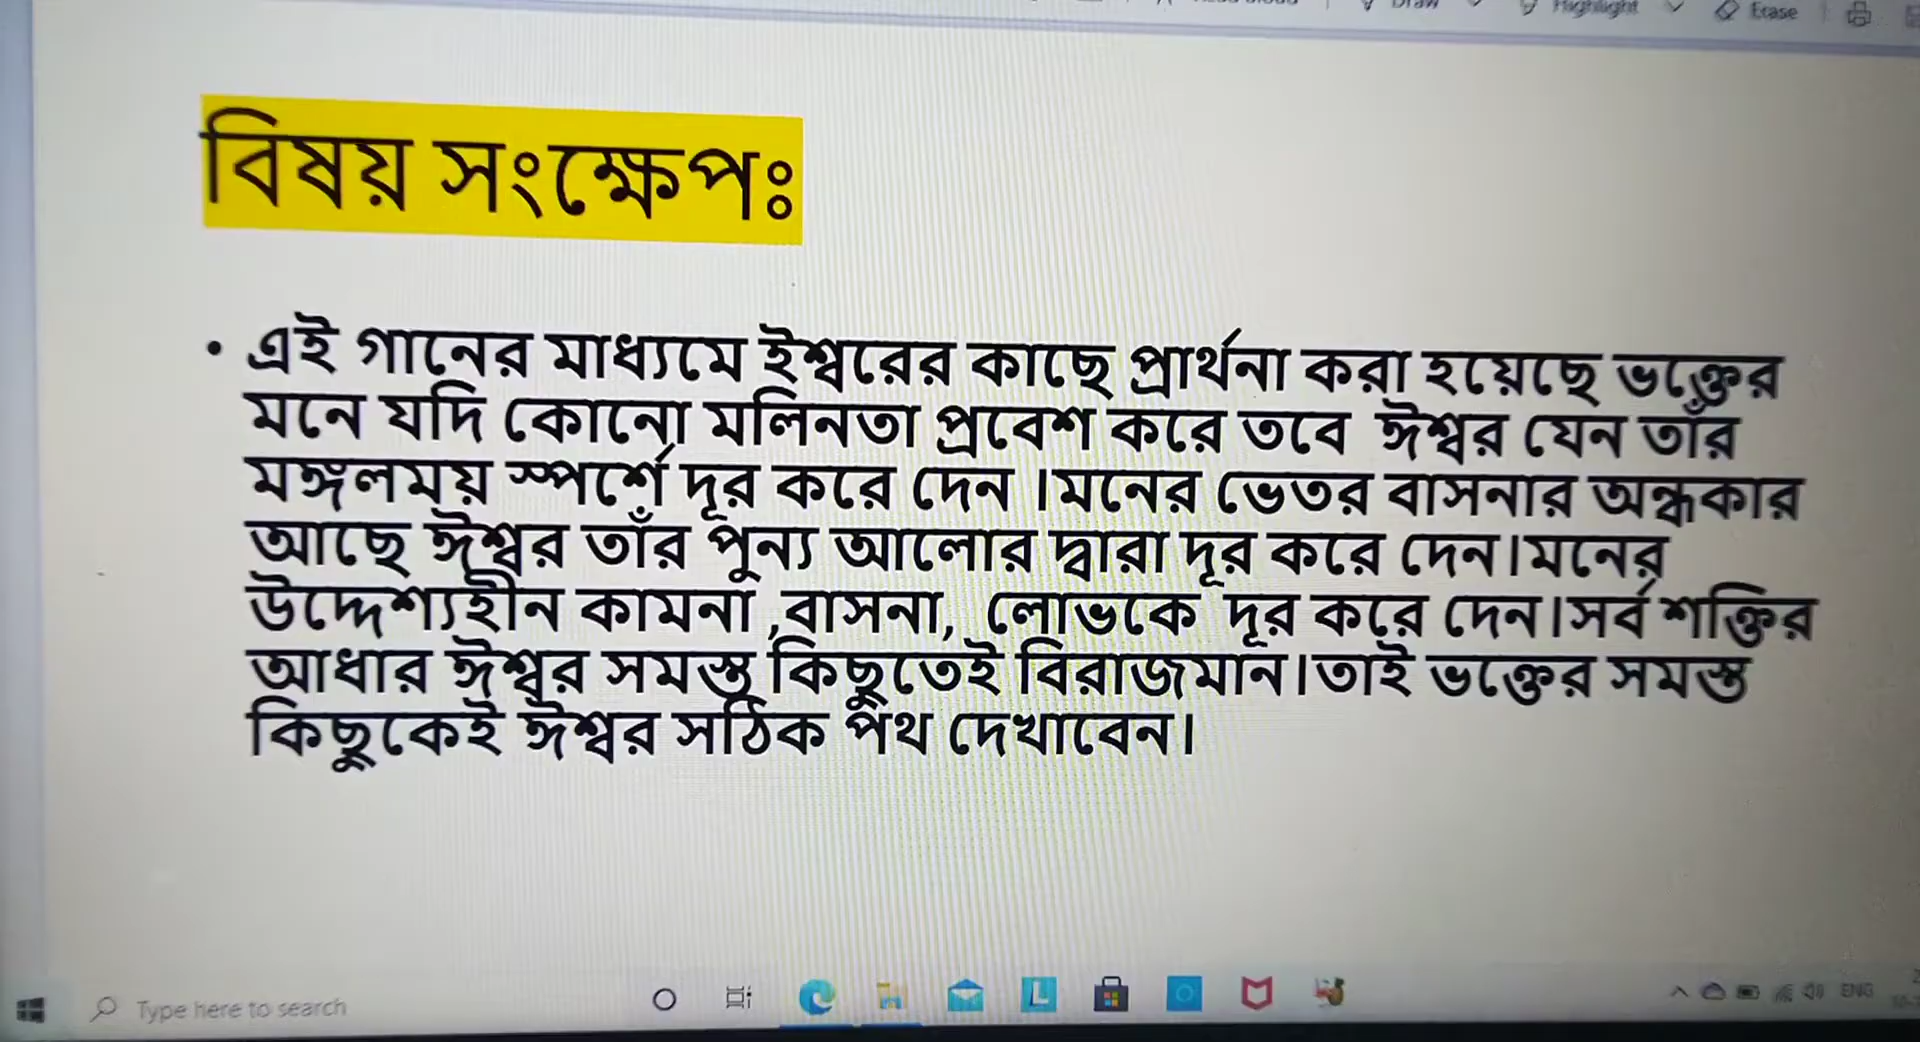 Draw Highlight Erase
বিষয় সংক্ষেপঃ
• এই গানের মাধ্যমে ইশ্বরের কাছে প্রার্থনা করা হয়েছে ভক্তের
মনে যদি কোনো মলিনতা প্রবেশ করে তবে ঈশ্বর যেন তাঁর
মঙ্গলময় স্পর্শে দূর করে দেন ।মনের ভেতর বাসনার অন্ধকার
আছে ঈশ্বর তাঁর পুন্য আলোর দ্বারা দূর করে দেন।মনের
উদ্দেশ্যহীন কামনা ,বাসনা, লোভকে দূর করে দেন।সর্ব শক্তির
আধার ঈশ্বর সমস্ত কিছুতেই বিরাজমান।তাই ভক্তের সমস্ত
কিছুকেই ঈশ্বর সঠিক পথ দেখাবেন।
Type here to search
L
ENG